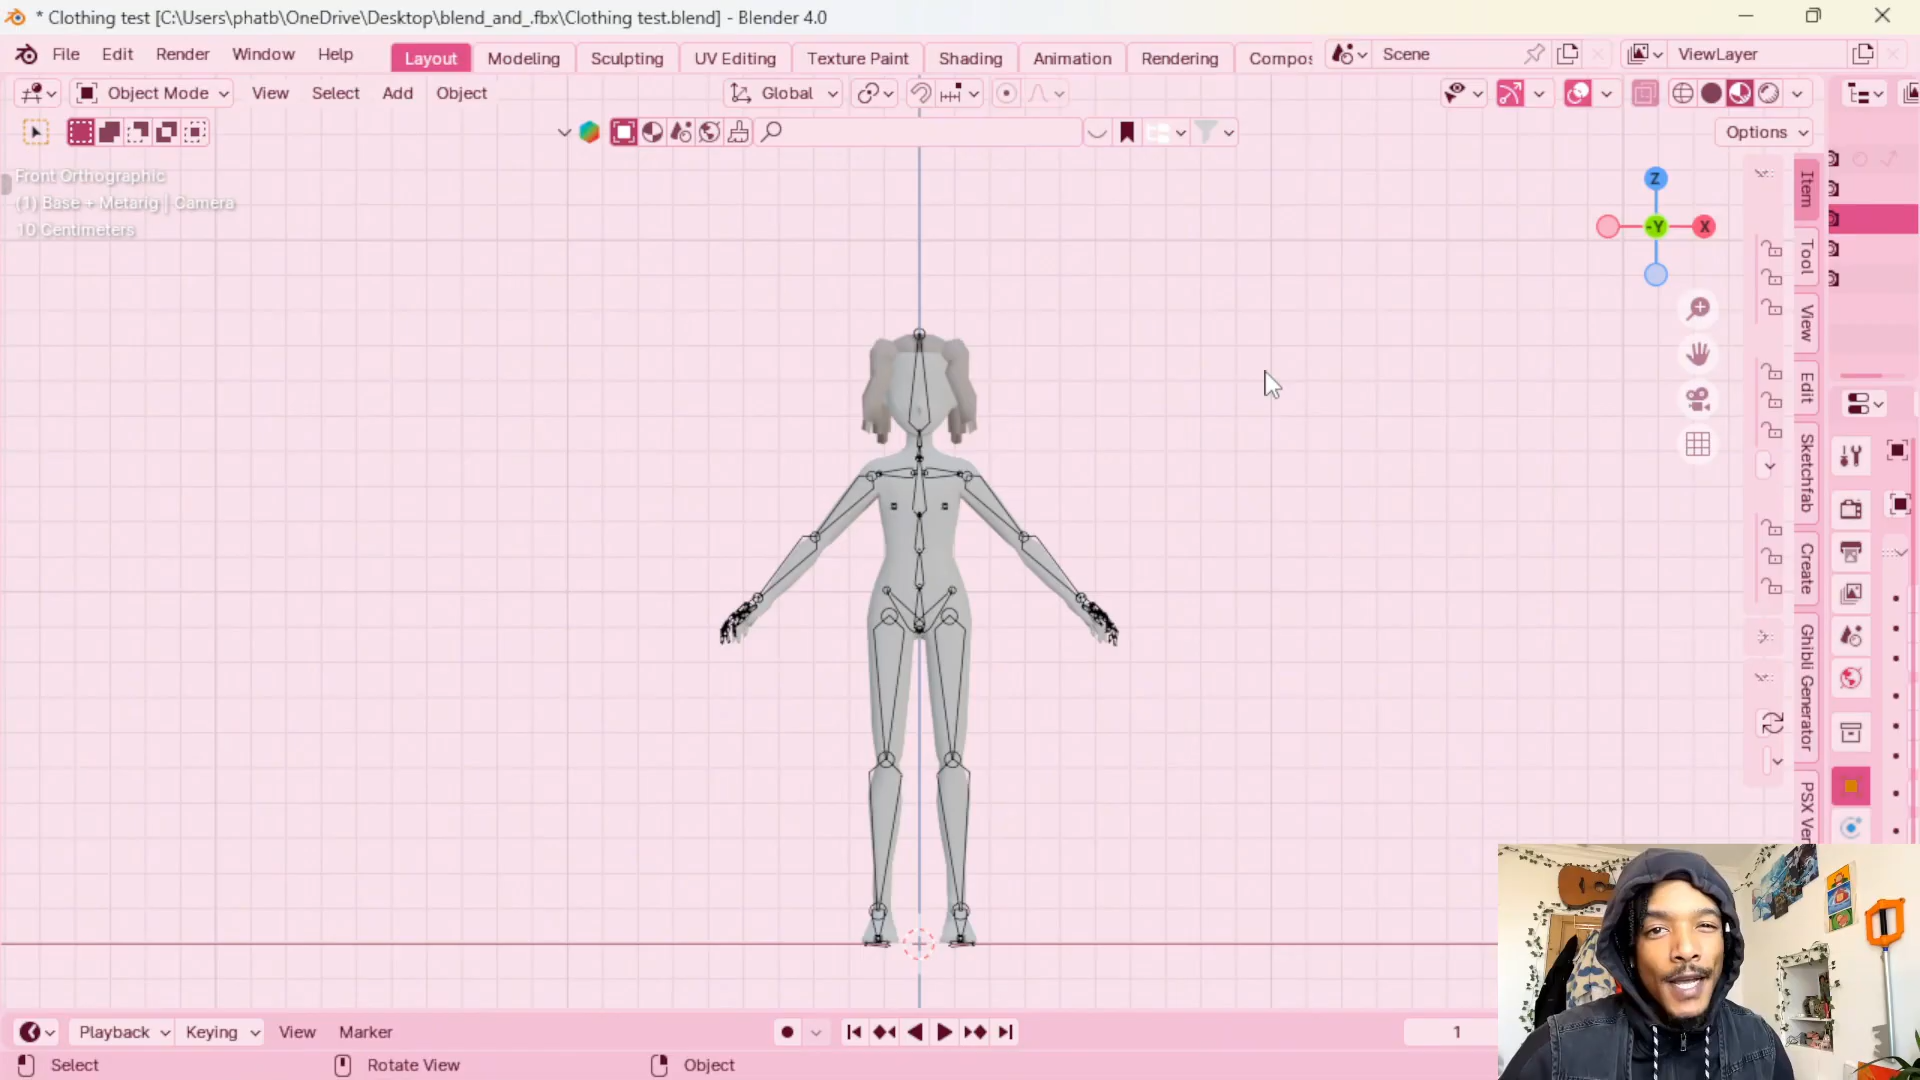 * Clothing test [C:\Users\phatb\OneDrive\Desktop\blend_and_.fbx\Clothing test.blend] - Blender 4.0
File Edit Render Window Help Layout Modeling Sculpting UV Editing Texture Paint Shading Animation Rendering Compos Scene ViewLayer
Object Mode View Select Add Object Global
Options
Front Orthographic
(1) Base + Metarig | Camera
10 Centimeters
Z
-Y
X
Item
Tool
View
Edit
Sketchfab
Create
Ghibli Generator
PSX Ver
Playback Keying View Marker 1
Select Rotate View Object